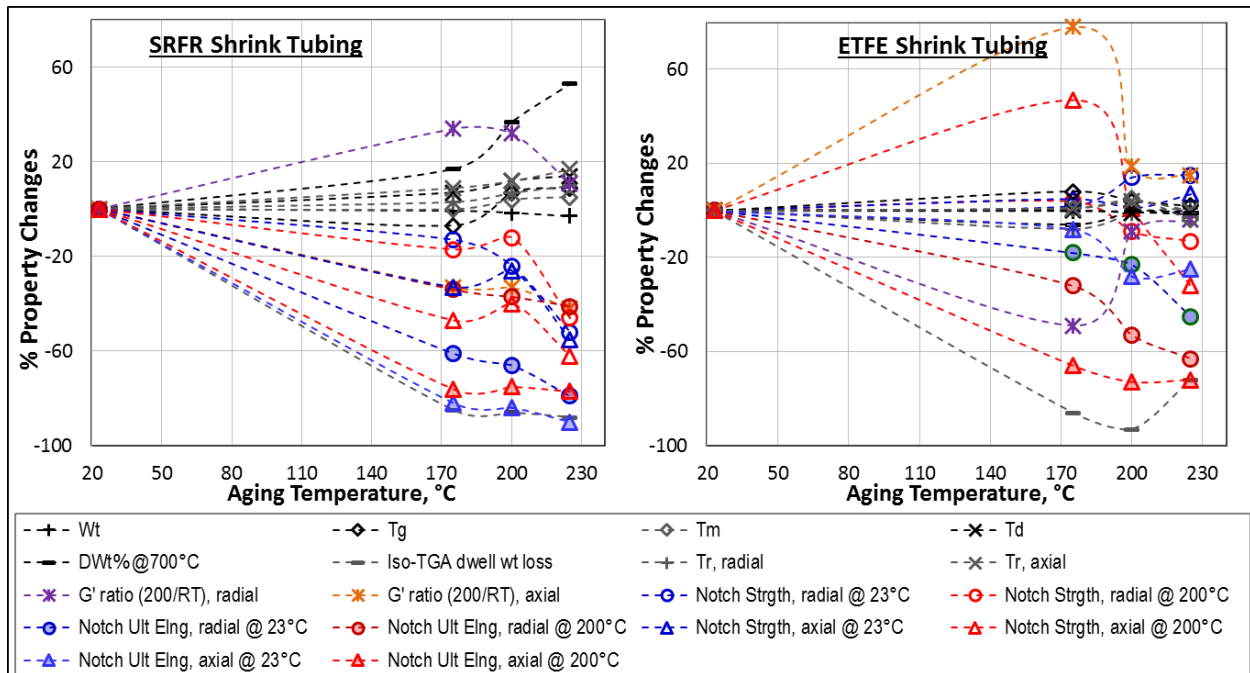 SRFR Shrink Tubing
ETFE Shrink Tubing
% Property Changes
60
20
-20
-60
-100
20 50 80 110 140 170 200 230
Aging Temperature, °C
% Property Changes
60
20
-20
-60
-100
20 50 80 110 140 170 200 230
Aging Temperature, °C
Wt Tg Tm Td
DWt% @700°C Iso-TGA dwell wt loss Tr, radial Tr, axial
G' ratio (200/RT), radial G' ratio (200/RT), axial Notch Strgth, radial @ 23°C Notch Strgth, radial @ 200°C
Notch Ult Elng, radial @ 23°C Notch Ult Elng, radial @ 200°C Notch Strgth, axial @ 23°C Notch Strgth, axial @ 200°C
Notch Ult Elng, axial @ 23°C Notch Ult Elng, axial @ 200°C